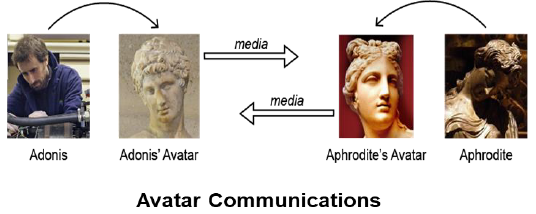 media
media
Adonis
Adonis' Avatar
Aphrodite's Avatar
Aphrodite
Avatar Communications